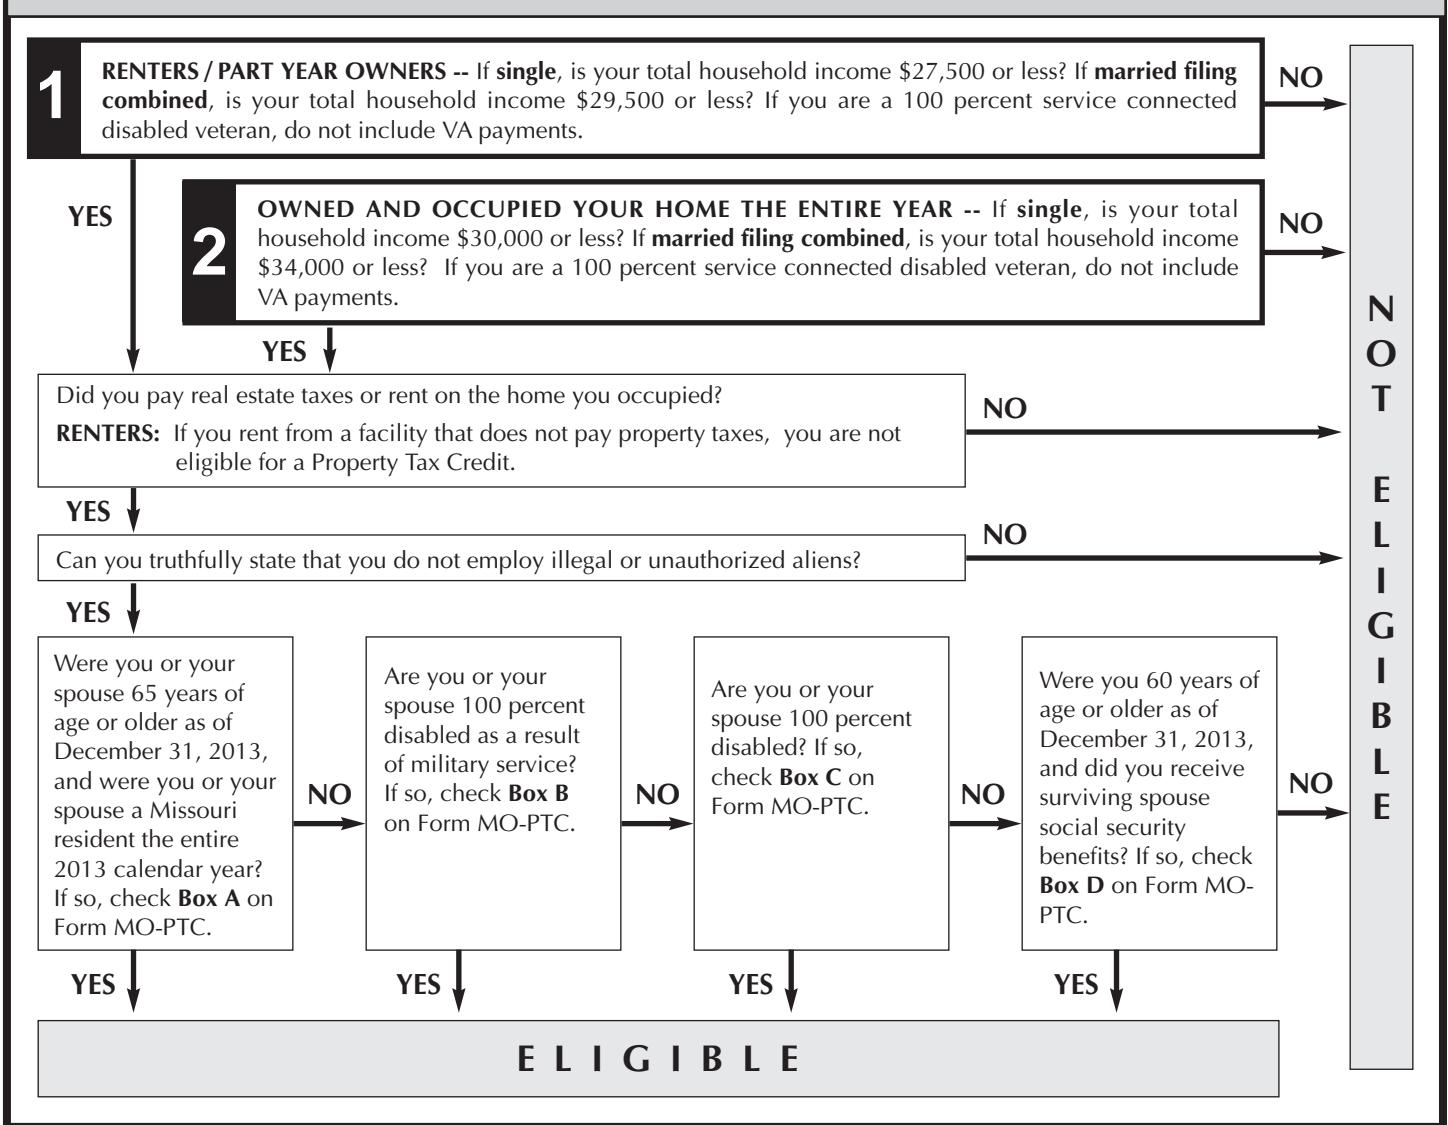 1
RENTERS / PART YEAR OWNERS -- If single, is your total household income $27,500 or less? If married filing
combined, is your total household income $29,500 or less? If you are a 100 percent service connected
disabled veteran, do not include VA payments.
NO
YES
2
OWNED AND OCCUPIED YOUR HOME THE ENTIRE YEAR -- If single, is your total
household income $30,000 or less? If married filing combined, is your total household income
$34,000 or less? If you are a 100 percent service connected disabled veteran, do not include
VA payments.
NO
YES
Did you pay real estate taxes or rent on the home you occupied?
RENTERS: If you rent from a facility that does not pay property taxes, you are not
eligible for a Property Tax Credit.
NO
YES
Can you truthfully state that you do not employ illegal or unauthorized aliens?
NO
YES
Were you or your
spouse 65 years of
age or older as of
December 31, 2013,
and were you or your
spouse a Missouri
resident the entire
2013 calendar year?
If so, check Box A on
Form MO-PTC.
NO
Are you or your
spouse 100 percent
disabled as a result
of military service?
If so, check Box B
on Form MO-PTC.
NO
Are you or your
spouse 100 percent
disabled? If so,
check Box C on
Form MO-PTC.
NO
Were you 60 years of
age or older as of
December 31, 2013,
and did you receive
surviving spouse
social security
benefits? If so, check
Box D on Form MO-
PTC.
NO
YES
YES
YES
YES
ELIGIBLE
NOT ELIGIBLE